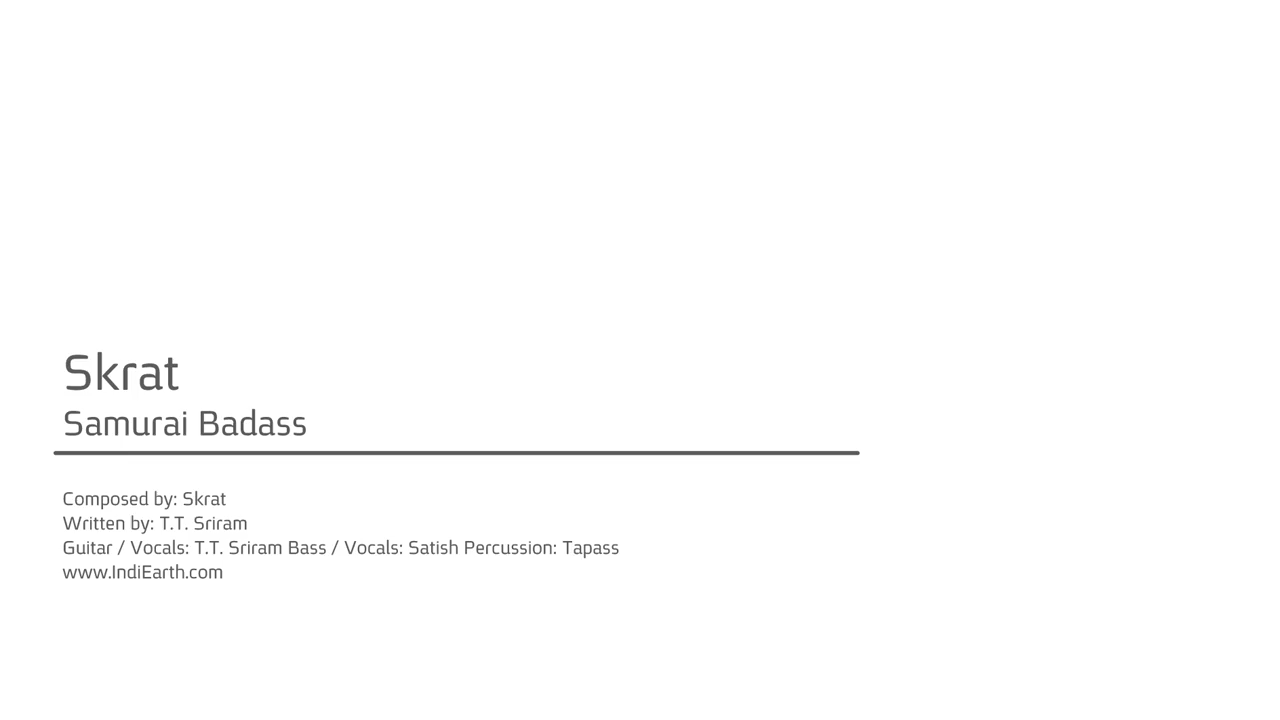 Skrat
Samurai Badass
Composed by: Skrat
Written by: T.T. Sriram
Guitar / Vocals: T.T. Sriram Bass / Vocals: Satish Percussion: Tapass
www.IndiEarth.com